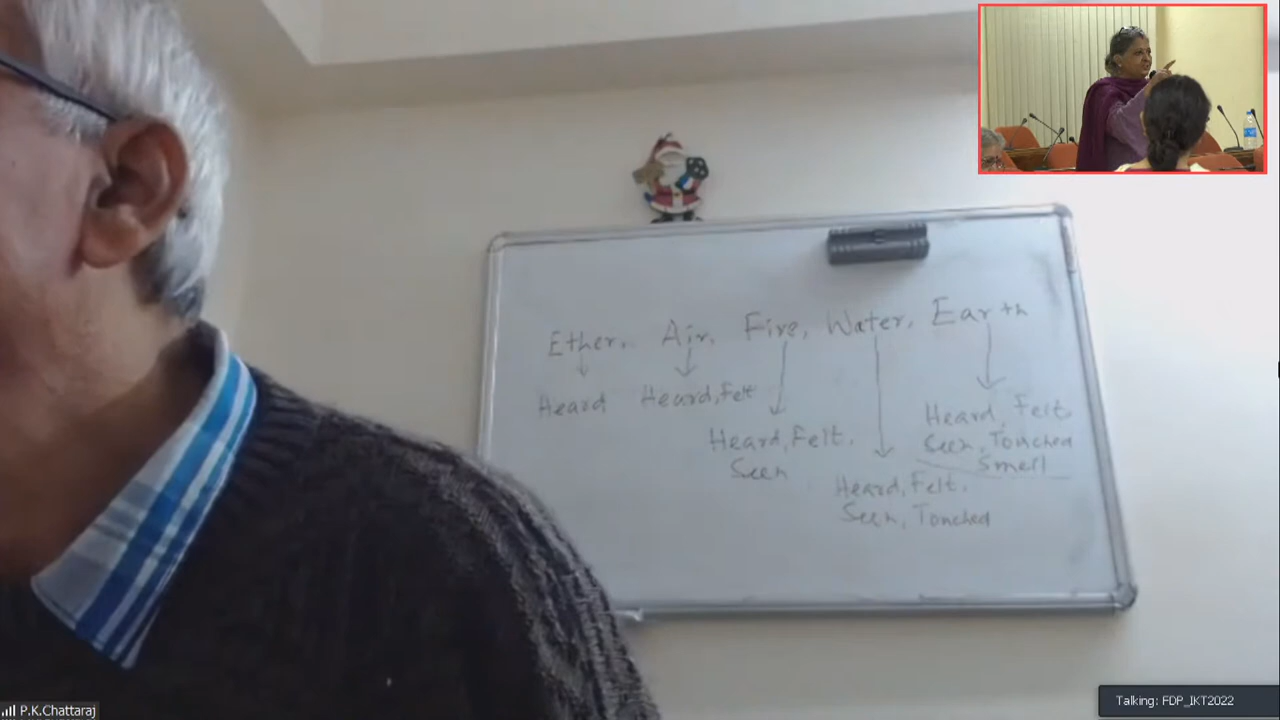 Ether, Air, Fire, Water, Earth
Heard
Heard, Felt
Heard, Felt,
Seen
Heard, Felt,
Seen, Touched
Heard, Felt,
Seen, Touched
Smell
P.K.Chattaraj
Talking: FDP_IKT2022